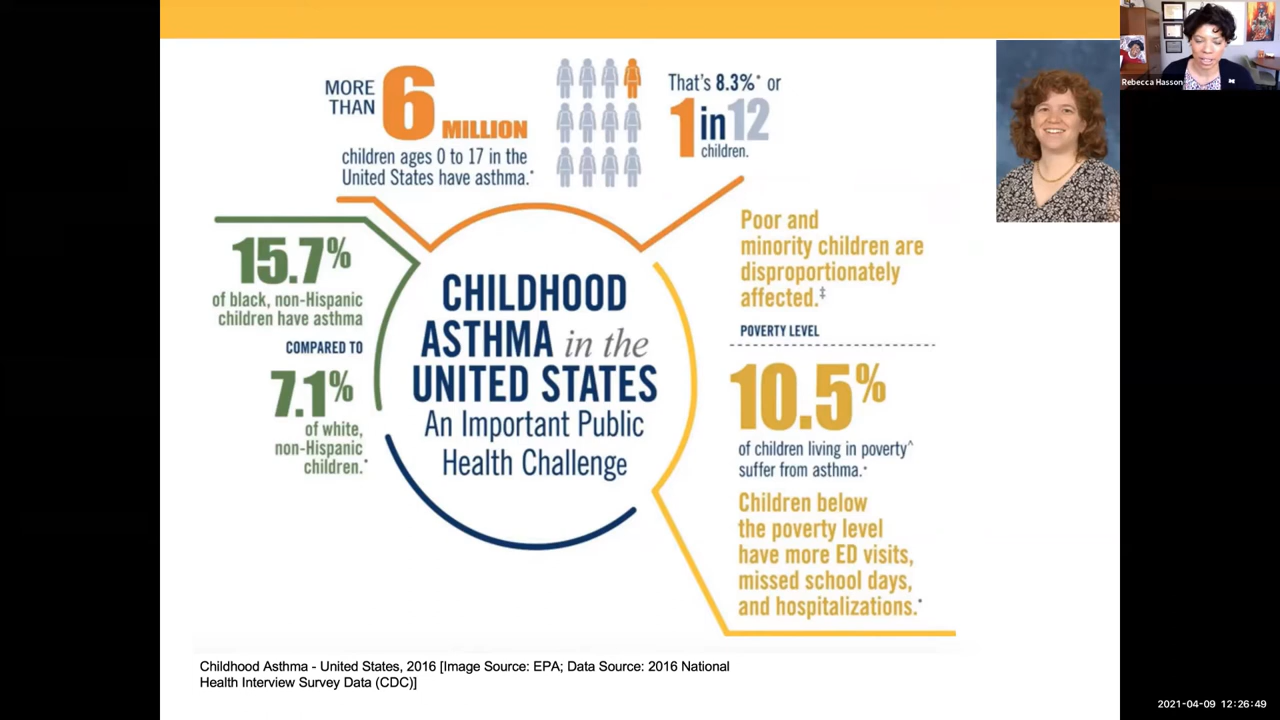 MORE
THAN 6 MILLION
children ages 0 to 17 in the
United States have asthma.*
That's 8.3%* or
1 in 12
children.
15.7%
of black, non-Hispanic
children have asthma
COMPARED TO
7.1%
of white,
non-Hispanic
children.*
CHILDHOOD
ASTHMA in the
UNITED STATES
An Important Public
Health Challenge
Poor and
minority children are
disproportionately
affected.‡
POVERTY LEVEL
10.5%
of children living in poverty^
suffer from asthma.*
Children below
the poverty level
have more ED visits,
missed school days,
and hospitalizations.*
Childhood Asthma - United States, 2016 [Image Source: EPA; Data Source: 2016 National
Health Interview Survey Data (CDC)]
Rebecca Hasson
2021-04-09 12:26:49